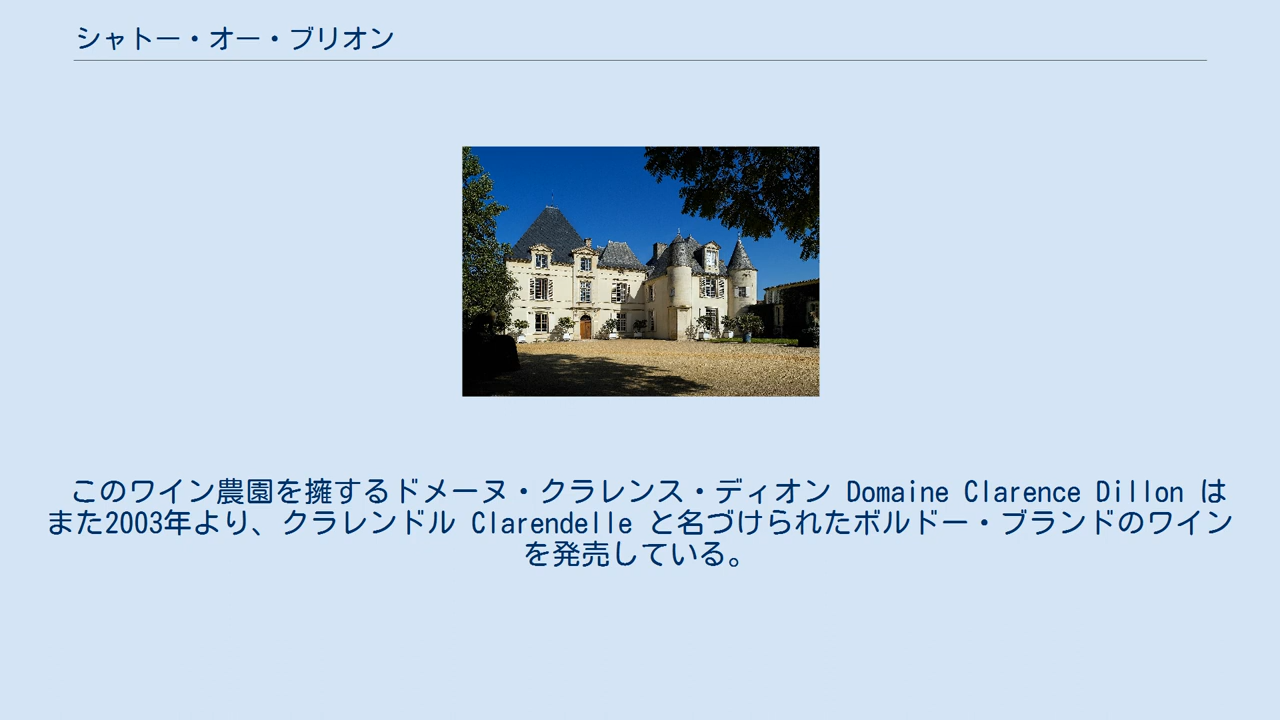 シャトー・オー・ブリオン
このワイン農園を擁するドメーヌ・クラレンス・ディオン Domaine Clarence Dillon は
また2003年より、クラレンドル Clarendelle と名づけられたボルドー・ブランドのワイン
を発売している。